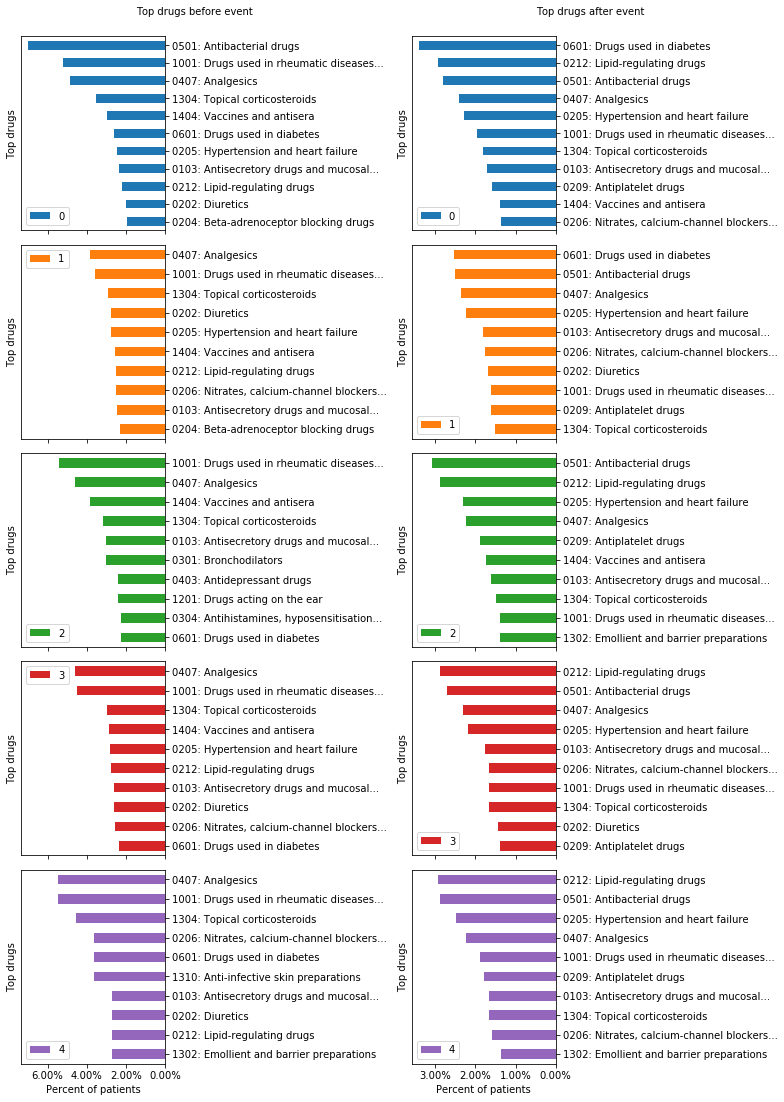 Top drugs before event
Top drugs
0501: Antibacterial drugs
1001: Drugs used in rheumatic diseases...
0407: Analgesics
1304: Topical corticosteroids
1404: Vaccines and antisera
0601: Drugs used in diabetes
0205: Hypertension and heart failure
0103: Antisecretory drugs and mucosal...
0212: Lipid-regulating drugs
0202: Diuretics
0204: Beta-adrenoceptor blocking drugs
0
Top drugs
1
0407: Analgesics
1001: Drugs used in rheumatic diseases...
1304: Topical corticosteroids
0202: Diuretics
0205: Hypertension and heart failure
1404: Vaccines and antisera
0212: Lipid-regulating drugs
0206: Nitrates, calcium-channel blockers...
0103: Antisecretory drugs and mucosal...
0204: Beta-adrenoceptor blocking drugs
Top drugs
1001: Drugs used in rheumatic diseases...
0407: Analgesics
1404: Vaccines and antisera
1304: Topical corticosteroids
0103: Antisecretory drugs and mucosal...
0301: Bronchodilators
0403: Antidepressant drugs
1201: Drugs acting on the ear
0304: Antihistamines, hyposensitisation...
0601: Drugs used in diabetes
2
Top drugs
3
0407: Analgesics
1001: Drugs used in rheumatic diseases...
1304: Topical corticosteroids
1404: Vaccines and antisera
0205: Hypertension and heart failure
0212: Lipid-regulating drugs
0103: Antisecretory drugs and mucosal...
0202: Diuretics
0206: Nitrates, calcium-channel blockers...
0601: Drugs used in diabetes
Top drugs
0407: Analgesics
1001: Drugs used in rheumatic diseases...
1304: Topical corticosteroids
0206: Nitrates, calcium-channel blockers...
0601: Drugs used in diabetes
1310: Anti-infective skin preparations
0103: Antisecretory drugs and mucosal...
0202: Diuretics
0212: Lipid-regulating drugs
1302: Emollient and barrier preparations
4
6.00% 4.00% 2.00% 0.00%
Percent of patients
Top drugs after event
Top drugs
0601: Drugs used in diabetes
0212: Lipid-regulating drugs
0501: Antibacterial drugs
0407: Analgesics
0205: Hypertension and heart failure
1001: Drugs used in rheumatic diseases...
1304: Topical corticosteroids
0103: Antisecretory drugs and mucosal...
0209: Antiplatelet drugs
1404: Vaccines and antisera
0206: Nitrates, calcium-channel blockers...
0
Top drugs
0601: Drugs used in diabetes
0501: Antibacterial drugs
0407: Analgesics
0205: Hypertension and heart failure
0103: Antisecretory drugs and mucosal...
0206: Nitrates, calcium-channel blockers...
0202: Diuretics
1001: Drugs used in rheumatic diseases...
0209: Antiplatelet drugs
1304: Topical corticosteroids
1
Top drugs
0501: Antibacterial drugs
0212: Lipid-regulating drugs
0205: Hypertension and heart failure
0407: Analgesics
0209: Antiplatelet drugs
1404: Vaccines and antisera
0103: Antisecretory drugs and mucosal...
1304: Topical corticosteroids
1001: Drugs used in rheumatic diseases...
1302: Emollient and barrier preparations
2
Top drugs
0212: Lipid-regulating drugs
0501: Antibacterial drugs
0407: Analgesics
0205: Hypertension and heart failure
0103: Antisecretory drugs and mucosal...
0206: Nitrates, calcium-channel blockers...
1001: Drugs used in rheumatic diseases...
1304: Topical corticosteroids
0202: Diuretics
0209: Antiplatelet drugs
3
Top drugs
0212: Lipid-regulating drugs
0501: Antibacterial drugs
0205: Hypertension and heart failure
0407: Analgesics
1001: Drugs used in rheumatic diseases...
0209: Antiplatelet drugs
0103: Antisecretory drugs and mucosal...
1304: Topical corticosteroids
0206: Nitrates, calcium-channel blockers...
1302: Emollient and barrier preparations
4
3.00% 2.00% 1.00% 0.00%
Percent of patients